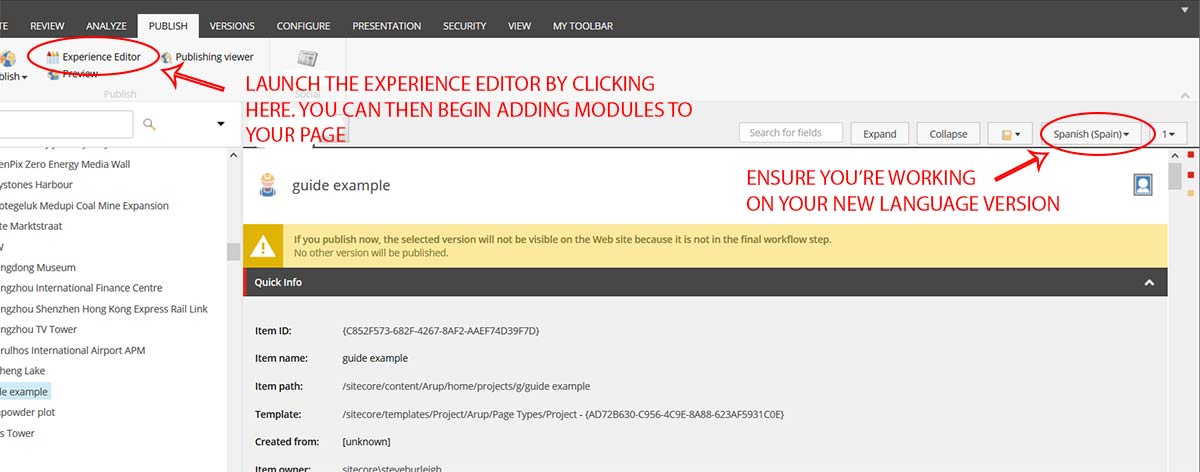 TE REVIEW ANALYZE PUBLISH VERSIONS CONFIGURE PRESENTATION SECURITY VIEW MY TOOLBAR
Experience Editor Publishing viewer
blish Preview
Publish Social
LAUNCH THE EXPERIENCE EDITOR BY CLICKING
HERE. YOU CAN THEN BEGIN ADDING MODULES TO
YOUR PAGE
Search for fields Expand Collapse Spanish (Spain) 1
ENSURE YOU'RE WORKING
ON YOUR NEW LANGUAGE VERSION
enPix Zero Energy Media Wall
ystones Harbour
otegeluk Medupi Coal Mine Expansion
te Marktstraat
W
ngdong Museum
ngzhou International Finance Centre
ngzhou Shenzhen Hong Kong Express Rail Link
ngzhou TV Tower
rulhos International Airport APM
cheng Lake
de example
npowder plot
s Tower
guide example
If you publish now, the selected version will not be visible on the Web site because it is not in the final workflow step.
No other version will be published.
Quick Info
Item ID: {C852F573-682F-4267-8AF2-AAEF74D39F7D}
Item name: guide example
Item path: /sitecore/content/Arup/home/projects/g/guide example
Template: /sitecore/templates/Project/Arup/Page Types/Project - {AD72B630-C956-4C9E-8A88-623AF5931C0E}
Created from: [unknown]
Item owner: sitecore\steveburleigh